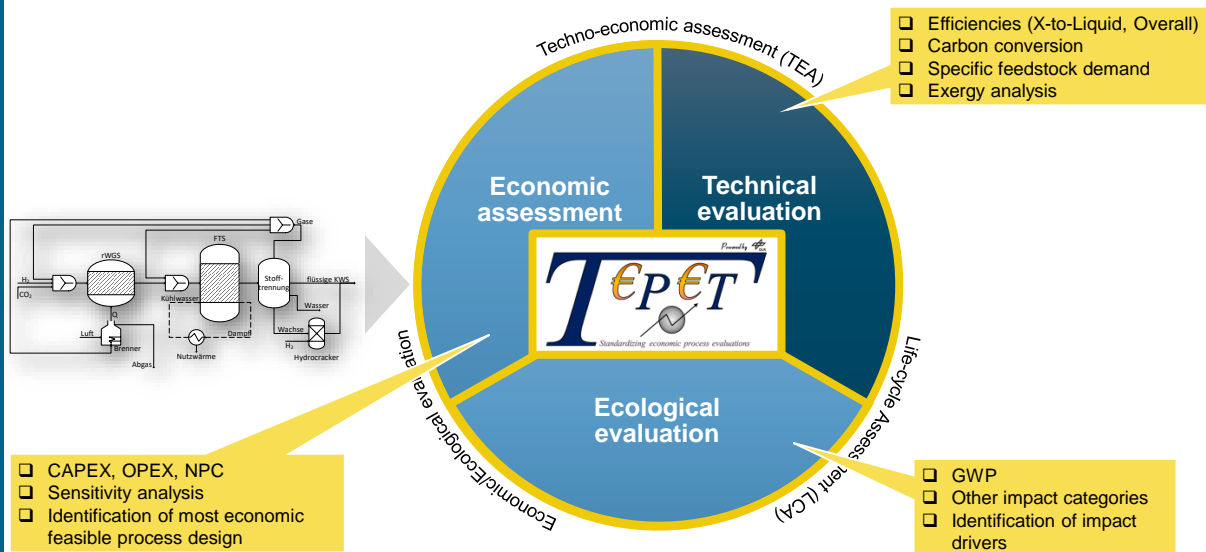 Efficiencies (X-to-Liquid, Overall)
Carbon conversion
Specific feedstock demand
Exergy analysis
Techno-economic assessment (TEA)
Economic
assessment
Technical
evaluation
Powered by DLR
T€P€T
Standardizing economic process evaluations
Ecological
evaluation
Life-cycle Assessment (LCA)
Economic/Ecological evaluation
Gase
FTS
rWGS
H₂
CO₂
Kühlwasser
Stoff-
trennung
flüssige KWS
Wasser
Q
Luft
Brenner
Abgas
Dampf
Nutzwärme
Wachse
H₂
Hydrocracker
CAPEX, OPEX, NPC
Sensitivity analysis
Identification of most economic
feasible process design
GWP
Other impact categories
Identification of impact
drivers